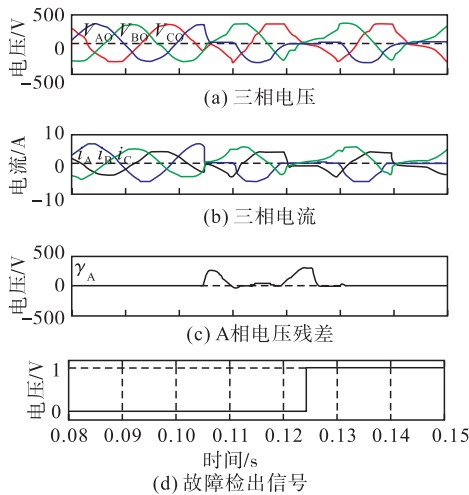 500
0
-500
电压/V
V_AO V_BO V_CO
(a) 三相电压
10
0
-10
电流/A
i_A i_B i_C
(b) 三相电流
500
0
-500
电压/V
γ_A
(c) A相电压残差
1
0
电压/V
0.08 0.09 0.10 0.11 0.12 0.13 0.14 0.15
时间/s
(d) 故障检出信号